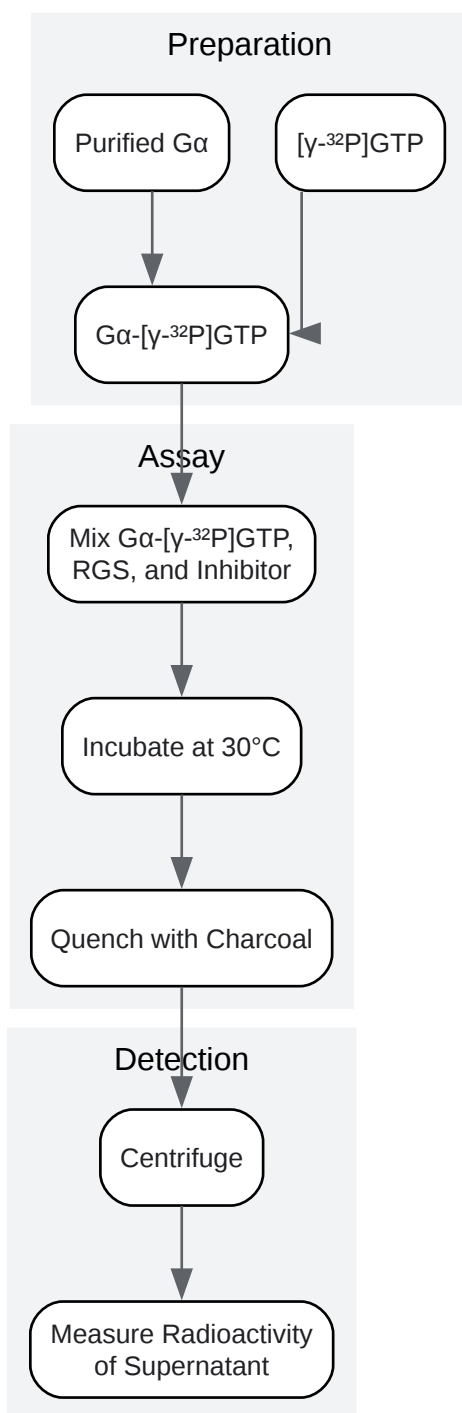 Preparation
Purified Gα
[γ-³²P]GTP
Gα-[γ-³²P]GTP
Assay
Mix Gα-[γ-³²P]GTP,
RGS, and Inhibitor
Incubate at 30°C
Quench with Charcoal
Detection
Centrifuge
Measure Radioactivity
of Supernatant